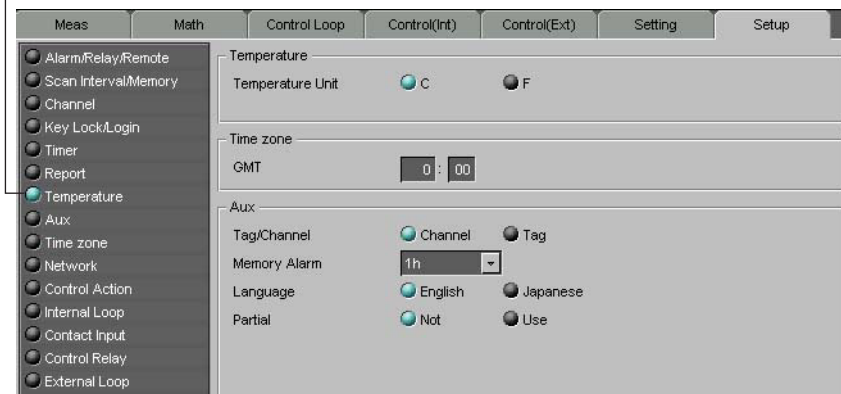 Meas Math Control Loop Control(Int) Control(Ext) Setting Setup
Alarm/Relay/Remote
Scan Interval/Memory
Channel
Key Lock/Login
Timer
Report
Temperature
Aux
Time zone
Network
Control Action
Internal Loop
Contact Input
Control Relay
External Loop
Temperature
Temperature Unit C F
Time zone
GMT 0 : 00
Aux
Tag/Channel Channel Tag
Memory Alarm 1h
Language English Japanese
Partial Not Use